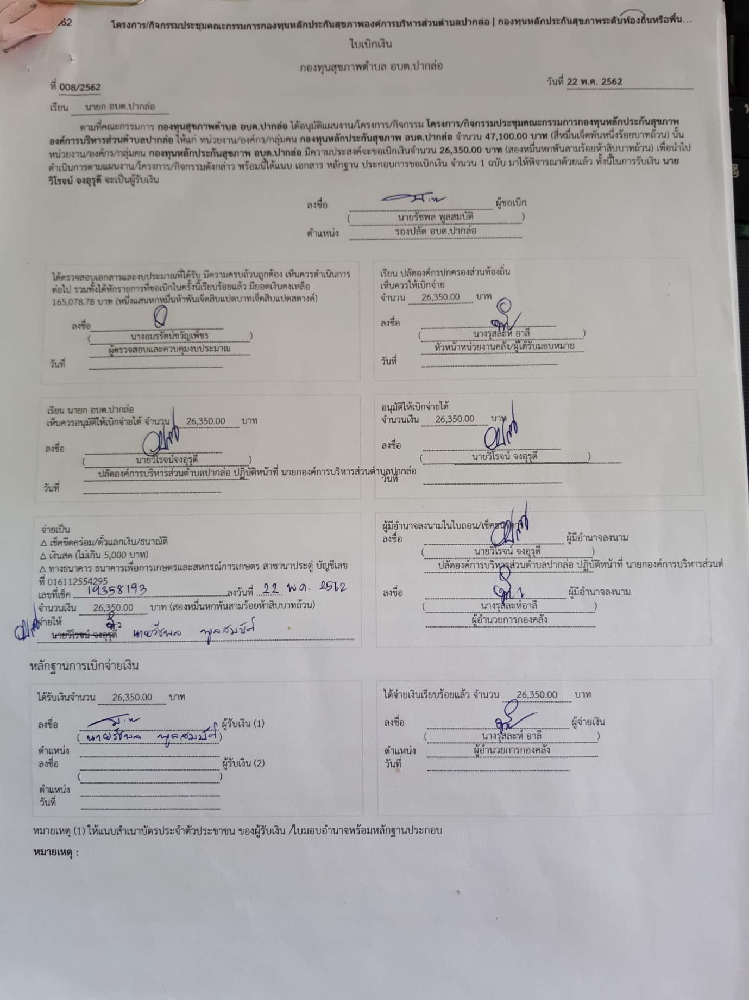 62
โครงการ/กิจกรรมประชุมคณะกรรมการกองทุนหลักประกันสุขภาพองค์การบริหารส่วนตำบลปากล่อ | กองทุนหลักประกันสุขภาพระดับท้องถิ่นหรือพื้น...
ใบเบิกเงิน
กองทุนสุขภาพตำบล อบต.ปากล่อ
ที่ 008/2562
วันที่ 22 พ.ค. 2562
เรียน นายก อบต.ปากล่อ
ตามที่คณะกรรมการ กองทุนสุขภาพตำบล อบต.ปากล่อ ได้อนุมัติแผนงาน/โครงการ/กิจกรรม โครงการ/กิจกรรมประชุมคณะกรรมการกองทุนหลักประกันสุขภาพ
องค์การบริหารส่วนตำบลปากล่อ ให้แก่ หน่วยงาน/องค์กร/กลุ่มคน กองทุนหลักประกันสุขภาพ อบต.ปากล่อ จำนวน 47,100.00 บาท (สี่หมื่นเจ็ดพันหนึ่งร้อยบาทถ้วน) นั้น
หน่วยงาน/องค์กร/กลุ่มคน กองทุนหลักประกันสุขภาพ อบต.ปากล่อ มีความประสงค์จะขอเบิกเงินจำนวน 26,350.00 บาท (สองหมื่นหกพันสามร้อยห้าสิบบาทถ้วน) เพื่อนำไป
ดำเนินการตามแผนงาน/โครงการ/กิจกรรมดังกล่าว พร้อมนี้ได้แนบ เอกสาร หลักฐาน ประกอบการขอเบิกเงิน จำนวน 1 ฉบับ มาให้พิจารณาด้วยแล้ว ทั้งนี้ในการรับเงิน นาย
วิโรจน์ จงอุรุดี จะเป็นผู้รับเงิน
ลงชื่อ ผู้ขอเบิก
( นายรัชพล พูลสมบัติ )
ตำแหน่ง รองปลัด อบต.ปากล่อ
ได้ตรวจสอบเอกสารและงบประมาณที่ได้รับ มีความครบถ้วนถูกต้อง เห็นควรดำเนินการ
ต่อไป รวมทั้งได้หักรายการที่ขอเบิกในครั้งนี้เรียบร้อยแล้ว มียอดเงินคงเหลือ
165,078.78 บาท (หนึ่งแสนหกหมื่นห้าพันเจ็ดสิบแปดบาทเจ็ดสิบแปดสตางค์)
ลงชื่อ
( นางอมรรัตน์ขวัญเพ็ชร )
ผู้ตรวจสอบและควบคุมงบประมาณ
วันที่
เรียน ปลัดองค์กรปกครองส่วนท้องถิ่น
เห็นควรให้เบิกจ่าย
จำนวน 26,350.00 บาท
ลงชื่อ
( นางรุสละห์ อาลี )
หัวหน้าหน่วยงานคลัง/ผู้ได้รับมอบหมาย
วันที่
เรียน นายก อบต.ปากล่อ
เห็นควรอนุมัติให้เบิกจ่ายได้ จำนวน 26,350.00 บาท
ลงชื่อ
( นายวิโรจน์จงอุรุดี )
ปลัดองค์การบริหารส่วนตำบลปากล่อ ปฏิบัติหน้าที่ นายกองค์การบริหารส่วนตำบลปากล่อ
วันที่
อนุมัติให้เบิกจ่ายได้
จำนวนเงิน 26,350.00 บาท
ลงชื่อ
( นายวิโรจน์ จงอุรุดี )
วันที่
จ่ายเป็น
∆ เช็คขีดคร่อม/ตั๋วแลกเงิน/ธนาณัติ
∆ เงินสด (ไม่เกิน 5,000 บาท)
∆ ทางธนาคาร ธนาคารเพื่อการเกษตรและสหกรณ์การเกษตร สาขานาประดู่ บัญชีเลข
ที่ 016112554295
เลขที่เช็ค 19358193 ลงวันที่ 22 พ.ค. 2562
จำนวนเงิน 26,350.00 บาท (สองหมื่นหกพันสามร้อยห้าสิบบาทถ้วน)
จ่ายให้
นายวิโรจน์ จงอุรุดี นายรัชพล พูลสมบัติ
ผู้มีอำนาจลงนามในใบถอน/เช็คธนาคาร
ลงชื่อ ผู้มีอำนาจลงนาม
( นายวิโรจน์ จงอุรุดี )
ปลัดองค์การบริหารส่วนตำบลปากล่อ ปฏิบัติหน้าที่ นายกองค์การบริหารส่วนต่
ลงชื่อ ผู้มีอำนาจลงนาม
( นางรุสละห์อาลี )
ผู้อำนวยการกองคลัง
หลักฐานการเบิกจ่ายเงิน
ได้รับเงินจำนวน 26,350.00 บาท
ลงชื่อ ผู้รับเงิน (1)
( นายรัชพล พูลสมบัติ )
ตำแหน่ง
ลงชื่อ ผู้รับเงิน (2)
( )
ตำแหน่ง
วันที่
ได้จ่ายเงินเรียบร้อยแล้ว จำนวน 26,350.00 บาท
ลงชื่อ ผู้จ่ายเงิน
( นางรุสละห์ อาลี )
ตำแหน่ง ผู้อำนวยการกองคลัง
วันที่
หมายเหตุ (1) ให้แนบสำเนาบัตรประจำตัวประชาชน ของผู้รับเงิน /ใบมอบอำนาจพร้อมหลักฐานประกอบ
หมายเหตุ :